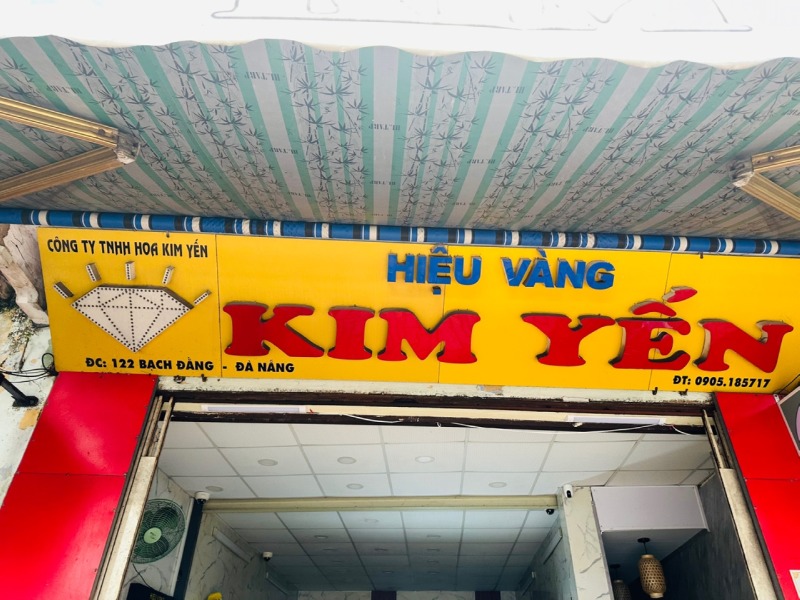 CÔNG TY TNHH HOA KIM YẾN
HIỆU VÀNG
KIM YẾN
ĐC: 122 BẠCH ĐẰNG - ĐÀ NẴNG
ĐT: 0905.185717